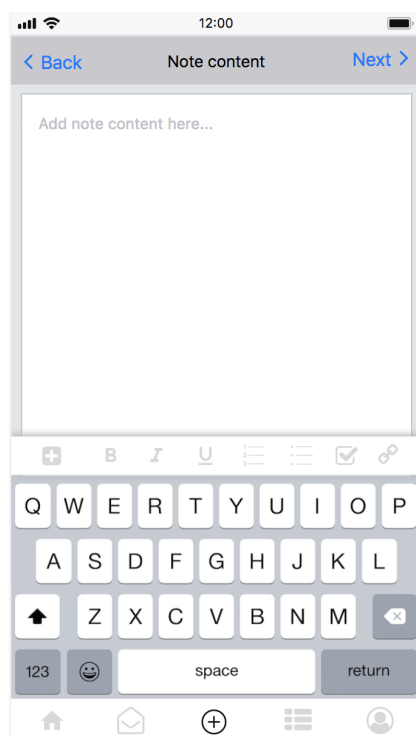 12:00
Back Note content Next
Add note content here...
B I U
Q W E R T Y U I O P
A S D F G H J K L
Z X C V B N M
123 space return